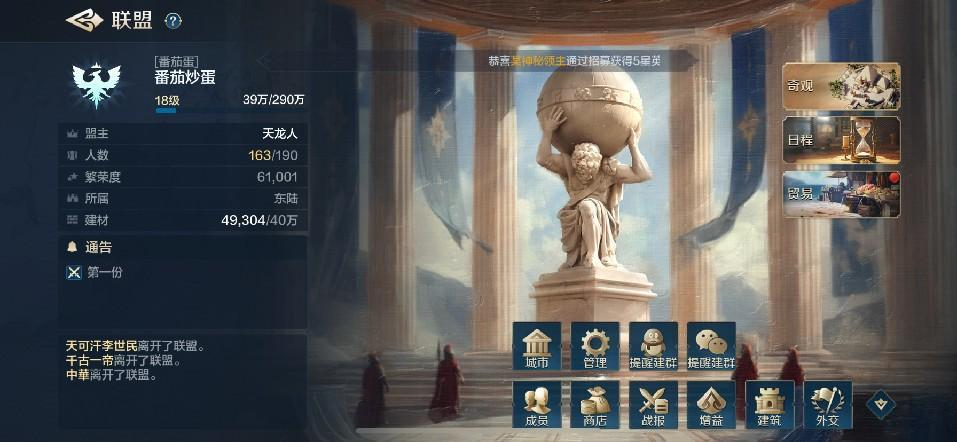 联盟
?
[番茄蛋]
番茄炒蛋
18级
39万/290万
盟主 天龙人
人数 163/190
繁荣度 61,001
所属 东陆
建材 49,304/40万
通告
第一份
天可汗李世民离开了联盟。
千古一帝离开了联盟。
中華离开了联盟。
恭喜某神秘领主通过招募获得5星英
奇观
日程
贸易
城市 管理 提醒建群 提醒建群
成员 商店 战报 增益 建筑 外交